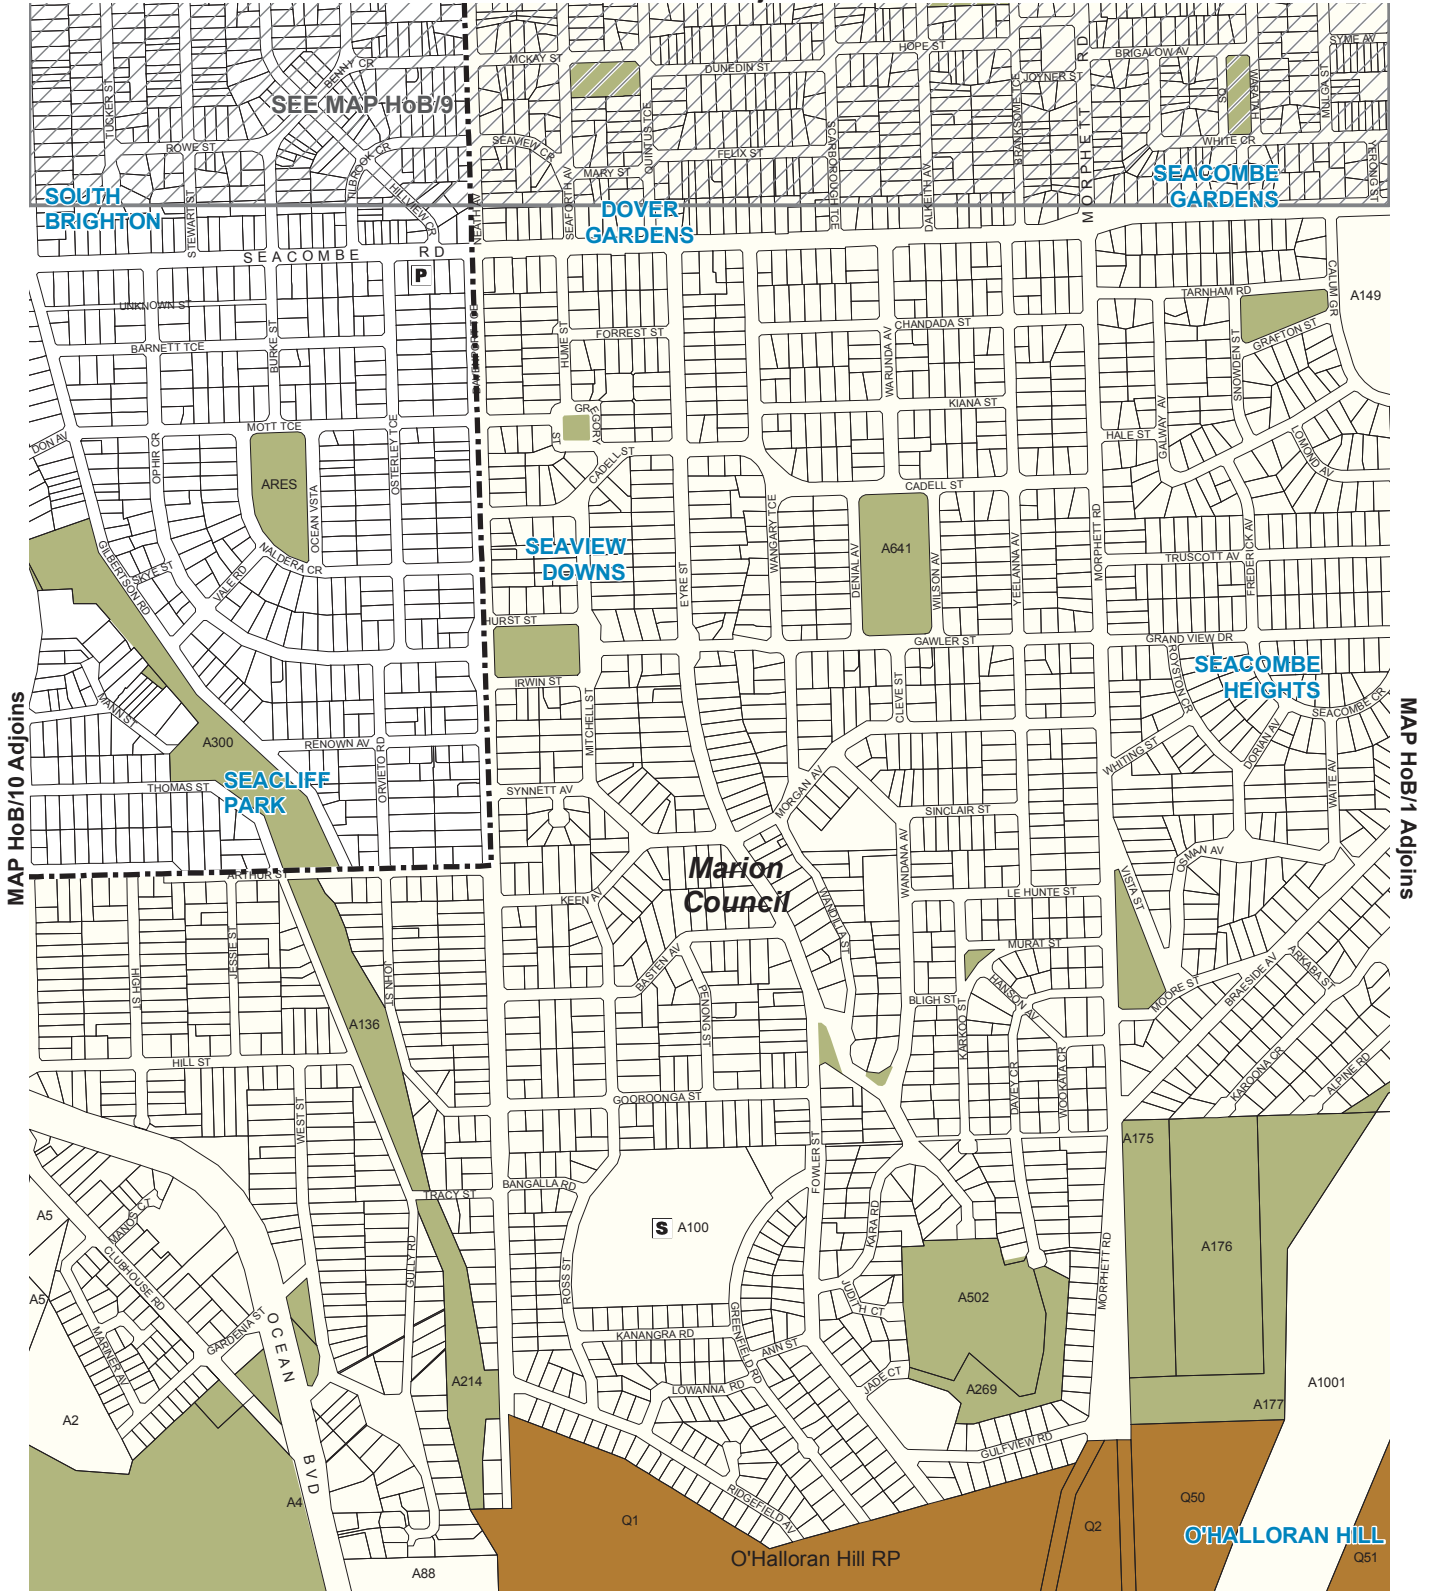 BENNY CR
MCKAY ST
HOPE ST
BRIGALOW AV
SYME AV
DUNEDIN ST
JOYNER ST
TUCKER ST
SEE MAP HoB/9
QUINTUS TCE
SCARBOROUGH TCE
BRANKSOME TCE
MORPHETT RD
SQ
WARATAH
MINGA ST
ROWE ST
TILBROOK CR
SEAVIEW CR
FELIX ST
WHITE CR
YERONG ST
MARY ST
SOUTH
BRIGHTON
STEWART ST
HILLVIEW CR
NEATH AV
SEAFORTH AV
DOVER
GARDENS
DALKEITH AV
SEACOMBE
GARDENS
SEACOMBE RD
P
CALUM GR
TARNHAM RD
A149
UNKNOWN ST
BURKE ST
HUME ST
FORREST ST
CHANDADA ST
WARUNDA AV
SNOWDEN ST
GRAFTON ST
BARNETT TCE
KIANA ST
GREGORY
ST
GALWAY AV
HALE ST
LOMOND AV
DON AV
OPHIR CR
MOTT TCE
OSTERLEY TCE
ARES
OCEAN VSTA
CADELL ST
CADELL ST
WANGARY TCE
SEAVIEW
DOWNS
A641
DENIAL AV
WILSON AV
YEELANNA AV
MORPHETT RD
TRUSCOTT AV
FREDERICK AV
GILBERTSON RD
SKYE ST
VALE RD
NALDERA CR
EYRE ST
HURST ST
GAWLER ST
GRAND VIEW DR
ROYSTON CR
SEACOMBE
HEIGHTS
SEACOMBE CR
IRWIN ST
MITCHELL ST
CLEVE ST
MANN ST
A300
RENOWN AV
ORVIETO RD
WHITING ST
DORIAN AV
WAITE AV
MAP HoB/10 Adjoins
MAP HoB/1 Adjoins
SEACLIFF
PARK
THOMAS ST
SYNNETT AV
MORGAN AV
SINCLAIR ST
WANDANA AV
OSMAN AV
Marion
Council
ARTHUR ST
KEEN AV
WANDILLA ST
LE HUNTE ST
VISTA ST
JESSIE ST
HIGH ST
JOHN ST
BASTEN AV
PENONG ST
MURAT ST
HANSON AV
BLIGH ST
KARKOO ST
MOORE ST
BRAESIDE AV
ARKABA ST
A136
HILL ST
DAVEY CR
WOOKATA CR
KAROONA CR
ALPINE RD
GOOROONGA ST
WEST ST
FOWLER ST
A175
BANGALLA RD
TRACY ST
A5
MANOS CT
CLUBHOUSE RD
S
A100
KARA RD
A176
GULLY RD
ROSS ST
MORPHETT RD
A5
A502
JUDITH CT
GREENFIELD RD
KANANGRA RD
ANN ST
MARINER AV
GARDENIA ST
OCEAN BVD
A214
LOWANNA RD
JADE CT
A269
A1001
A177
A2
GULFVIEW RD
RIDGEFIELD AV
A4
Q1
Q2
Q50
O'HALLORAN HILL
Q51
O'Halloran Hill RP
A88